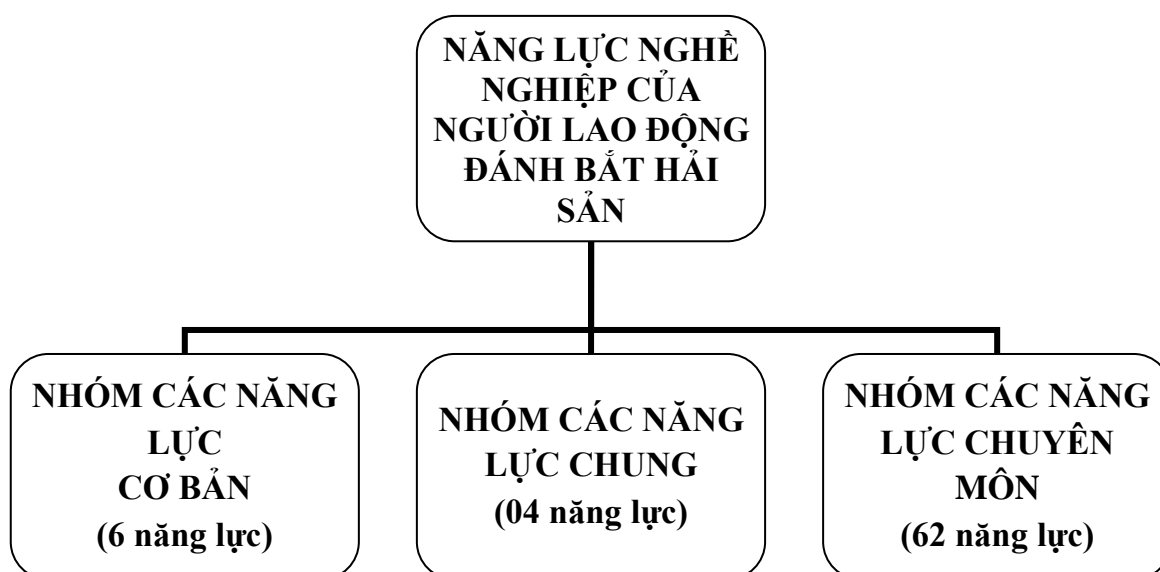 NĂNG LỰC NGHỀ
NGHIỆP CỦA
NGƯỜI LAO ĐỘNG
ĐÁNH BẮT HẢI
SẢN
NHÓM CÁC NĂNG
LỰC
CƠ BẢN
(6 năng lực)
NHÓM CÁC NĂNG
LỰC CHUNG
(04 năng lực)
NHÓM CÁC NĂNG
LỰC CHUYÊN
MÔN
(62 năng lực)